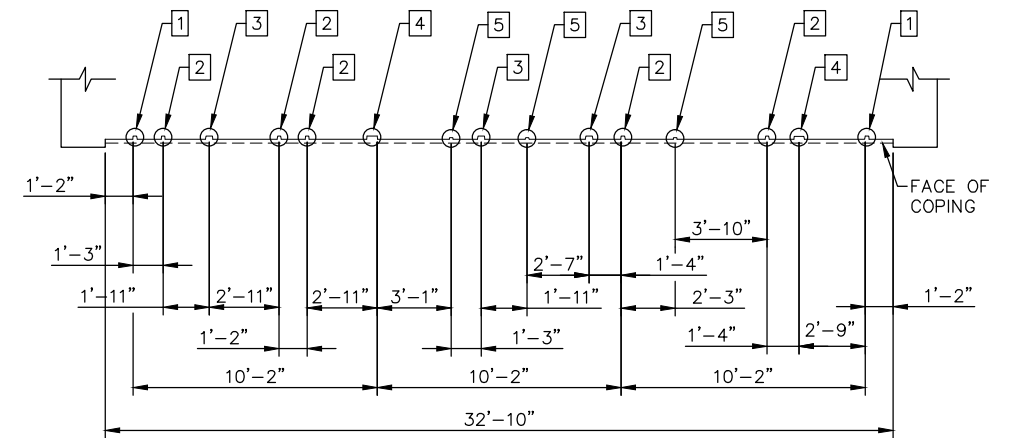 1 3 2 4 5 5 3 5 2 1
2 2 3 2 4
FACE OF
COPING
1'-2"
3'-10"
1'-3"
2'-7" 1'-4"
1'-11" 2'-11" 2'-11" 3'-1" 1'-11" 2'-3" 1'-2"
1'-2" 1'-3" 1'-4" 2'-9"
10'-2" 10'-2" 10'-2"
32'-10"